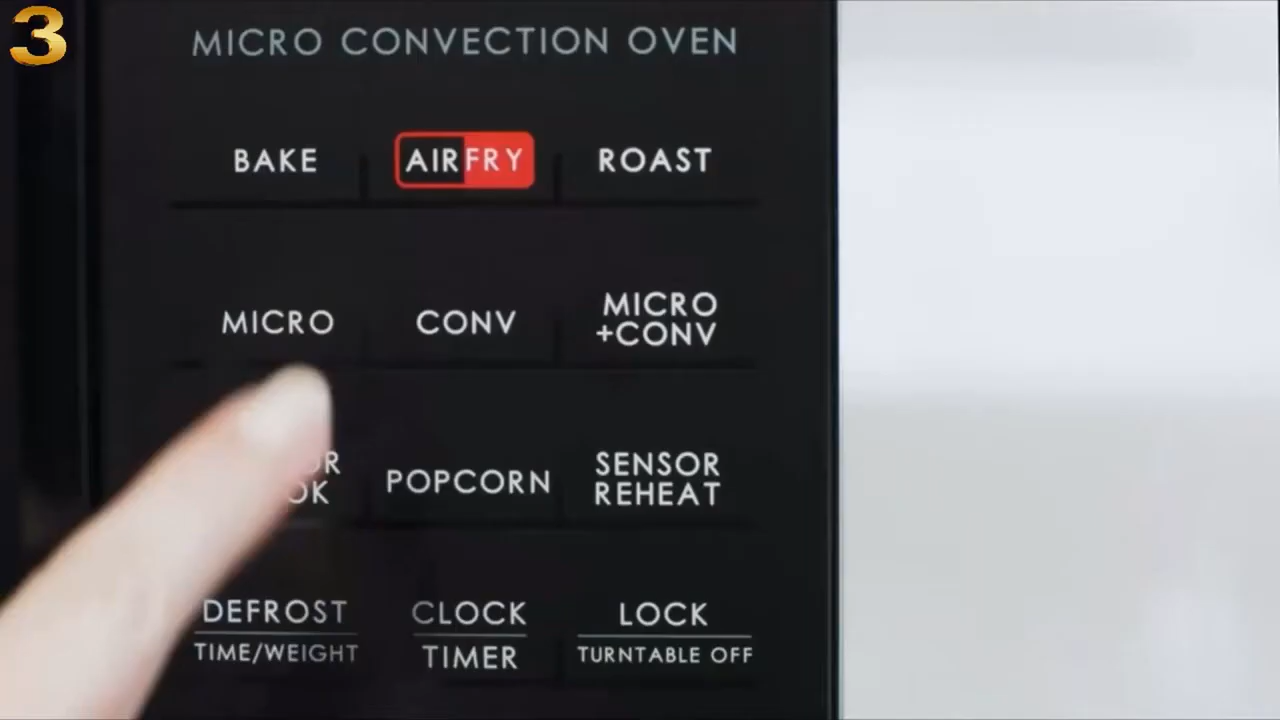 3
MICRO CONVECTION OVEN
BAKE
AIRFRY
ROAST
MICRO
CONV
MICRO
+CONV
POPCORN
SENSOR
REHEAT
DEFROST
TIME/WEIGHT
CLOCK
TIMER
LOCK
TURNTABLE OFF